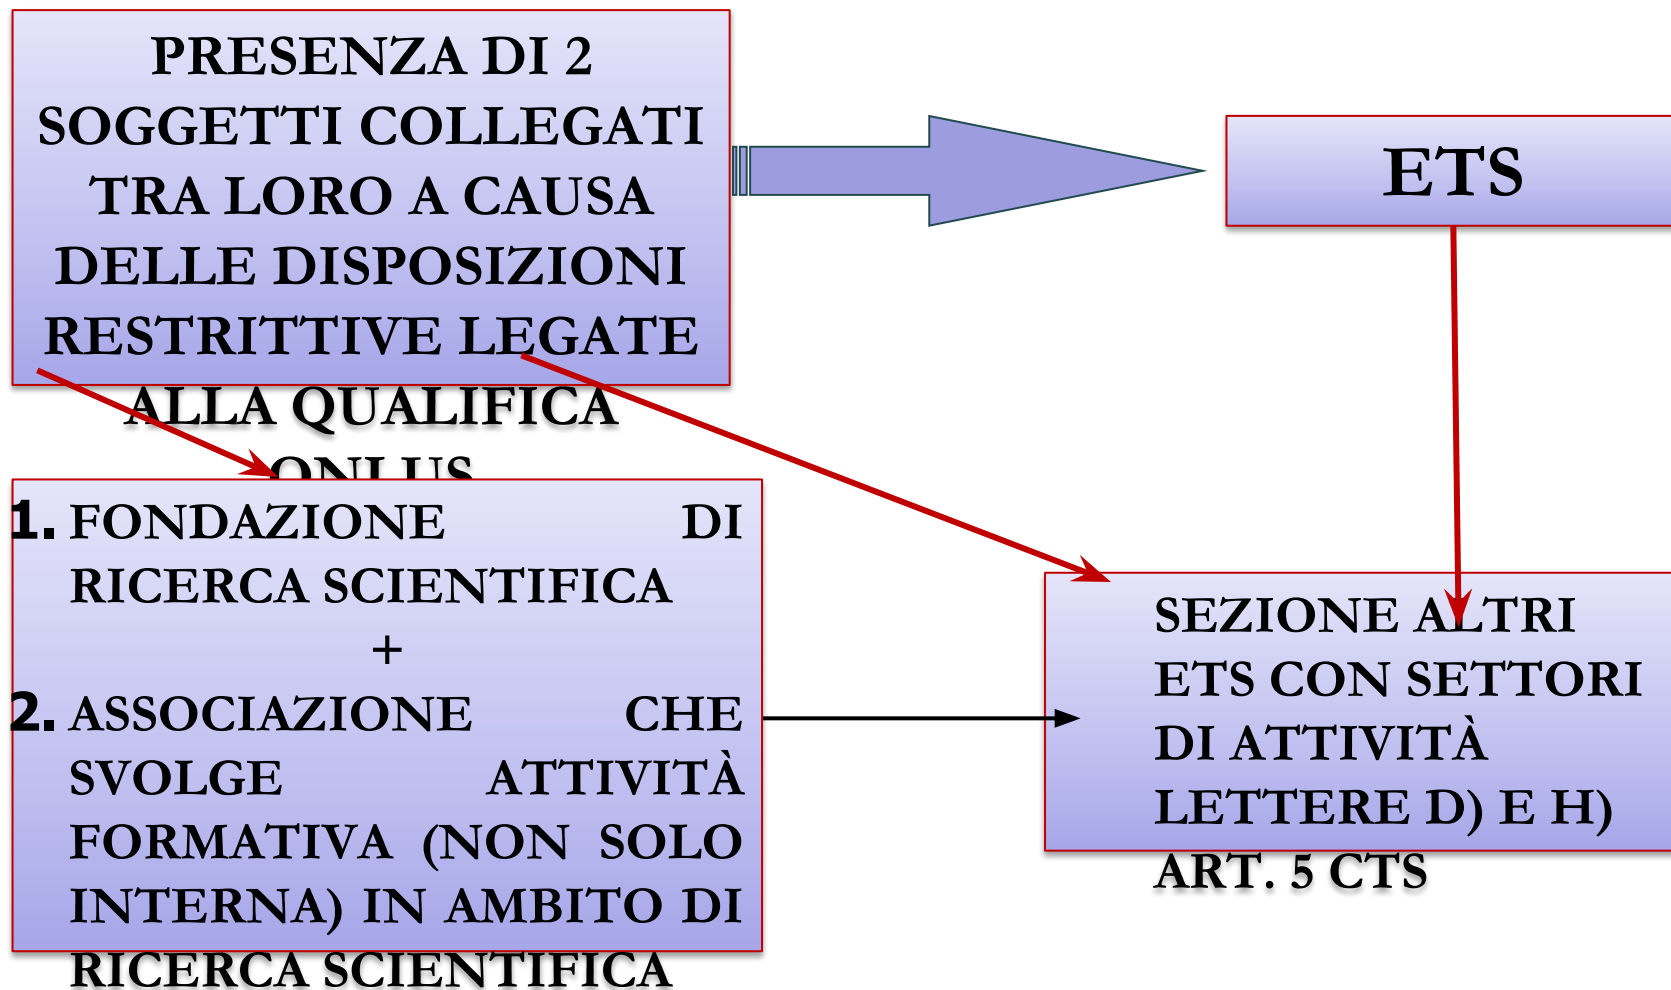 PRESENZA DI 2
SOGGETTI COLLEGATI
TRA LORO A CAUSA
DELLE DISPOSIZIONI
RESTRITTIVE LEGATE
ALLA QUALIFICA
ONLUS
ETS
1. FONDAZIONE DI
RICERCA SCIENTIFICA
+
2. ASSOCIAZIONE CHE
SVOLGE ATTIVITÀ
FORMATIVA (NON SOLO
INTERNA) IN AMBITO DI
RICERCA SCIENTIFICA
SEZIONE ALTRI
ETS CON SETTORI
DI ATTIVITÀ
LETTERE D) E H)
ART. 5 CTS